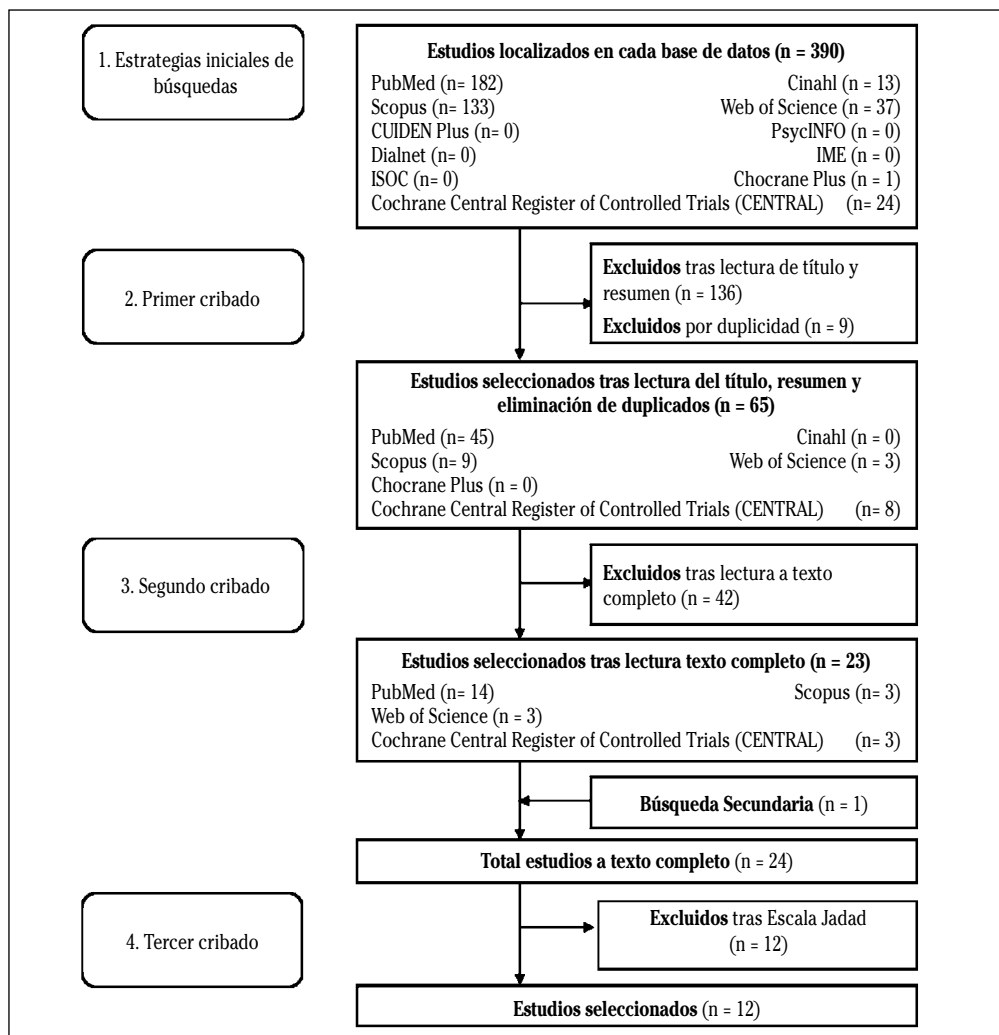 1. Estrategias iniciales de
búsquedas
Estudios localizados en cada base de datos (n = 390)
PubMed (n= 182) Cinahl (n = 13)
Scopus (n= 133) Web of Science (n = 37)
CUIDEN Plus (n= 0) PsycINFO (n = 0)
Dialnet (n= 0) IME (n = 0)
ISOC (n= 0) Chocrane Plus (n = 1)
Cochrane Central Register of Controlled Trials (CENTRAL) (n= 24)
2. Primer cribado
Excluidos tras lectura de título y
resumen (n = 136)
Excluidos por duplicidad (n = 9)
Estudios seleccionados tras lectura del título, resumen y
eliminación de duplicados (n = 65)
PubMed (n= 45) Cinahl (n = 0)
Scopus (n= 9) Web of Science (n = 3)
Chocrane Plus (n = 0)
Cochrane Central Register of Controlled Trials (CENTRAL) (n= 8)
3. Segundo cribado
Excluidos tras lectura a texto
completo (n = 42)
Estudios seleccionados tras lectura texto completo (n = 23)
PubMed (n= 14) Scopus (n= 3)
Web of Science (n = 3)
Cochrane Central Register of Controlled Trials (CENTRAL) (n= 3)
Búsqueda Secundaria (n = 1)
Total estudios a texto completo (n = 24)
4. Tercer cribado
Excluidos tras Escala Jadad
(n = 12)
Estudios seleccionados (n = 12)